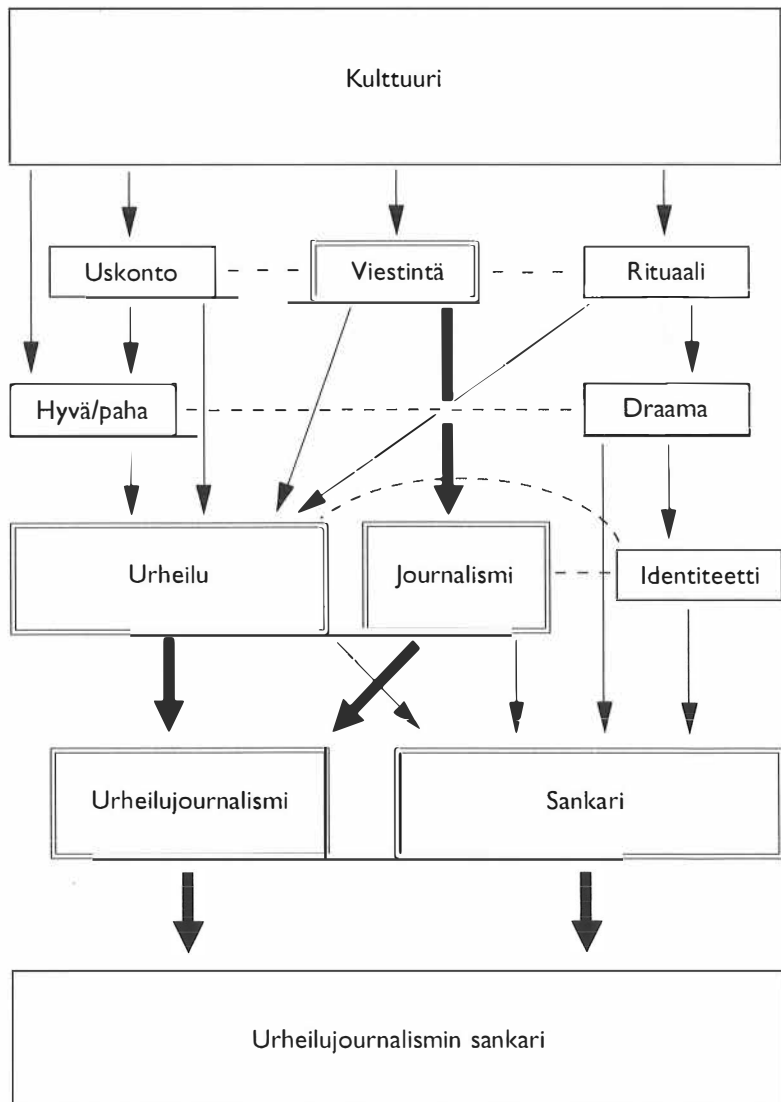 Kulttuuri
Uskonto
Viestintä
Rituaali
Hyvä/paha
Draama
Urheilu
Journalismi
Identiteetti
Urheilujournalismi
Sankari
Urheilujournalismin sankari